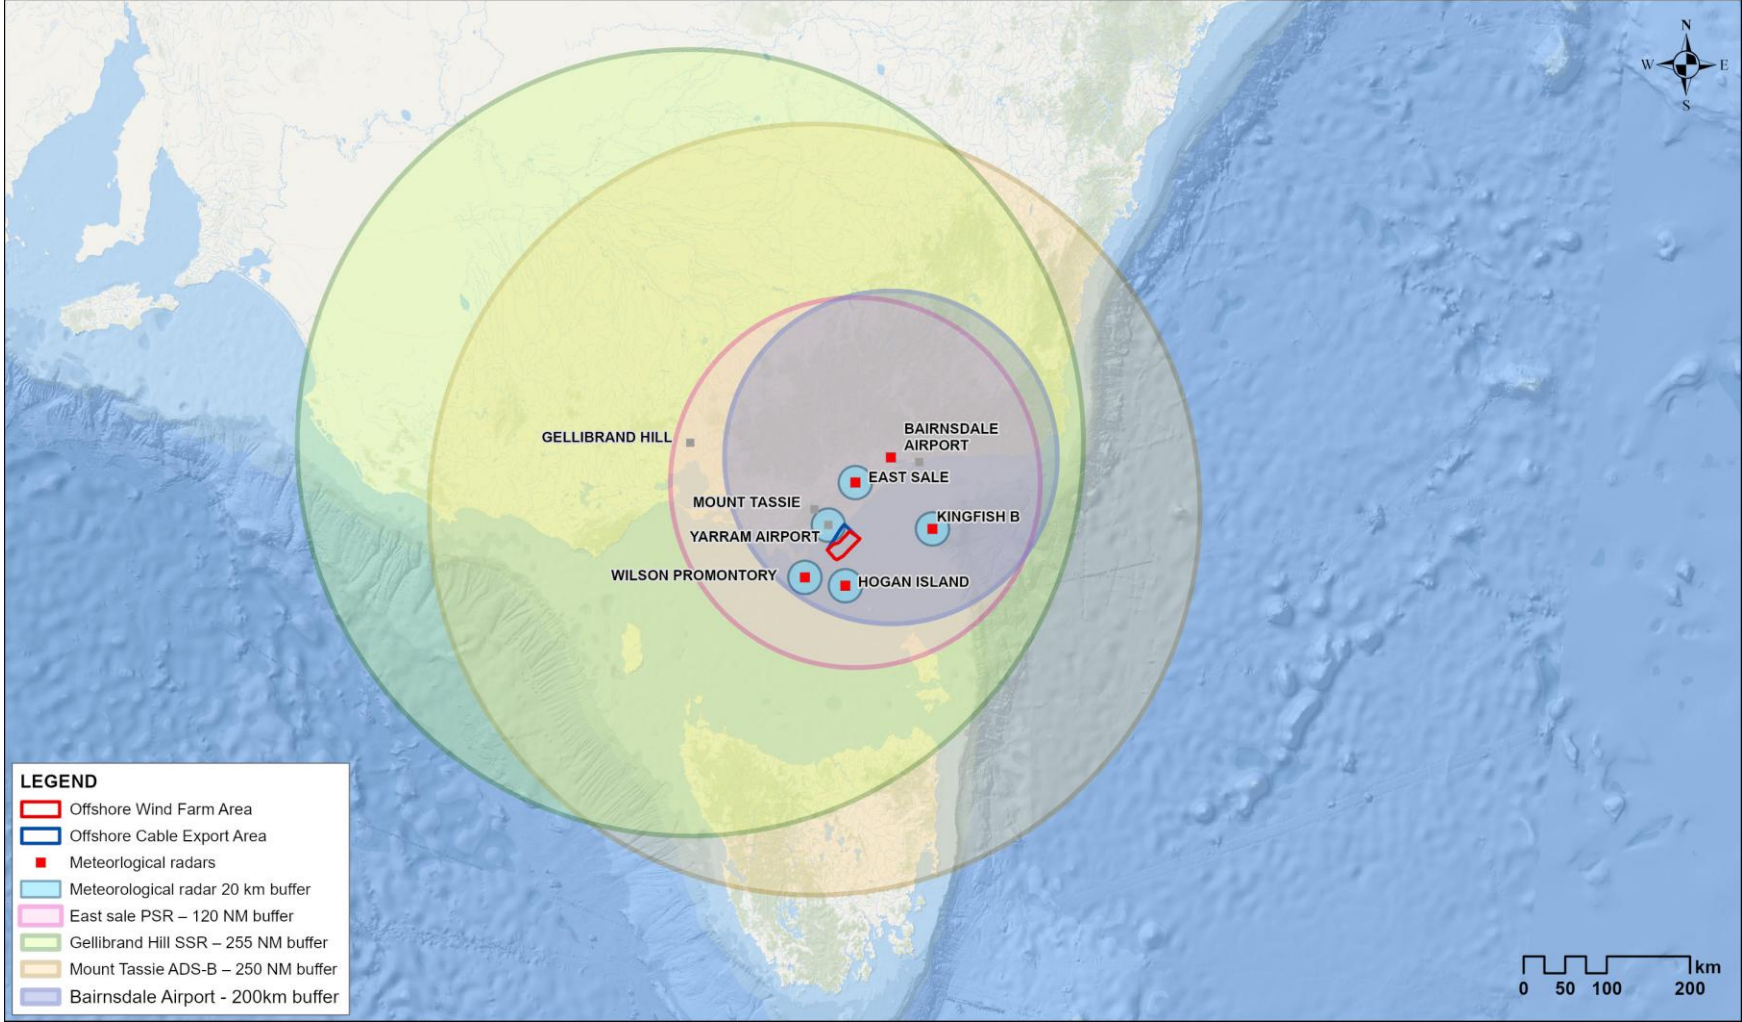 N
W
E
S
GELLIBRAND HILL
BAIRNSDALE
AIRPORT
EAST SALE
MOUNT TASSIE
KINGFISH B
YARRAM AIRPORT
WILSON PROMONTORY
HOGAN ISLAND
LEGEND
Offshore Wind Farm Area
Offshore Cable Export Area
Meteorlogical radars
Meteorological radar 20 km buffer
East sale PSR – 120 NM buffer
Gellibrand Hill SSR – 255 NM buffer
Mount Tassie ADS-B – 250 NM buffer
Bairnsdale Airport - 200km buffer
km
0 50 100 200